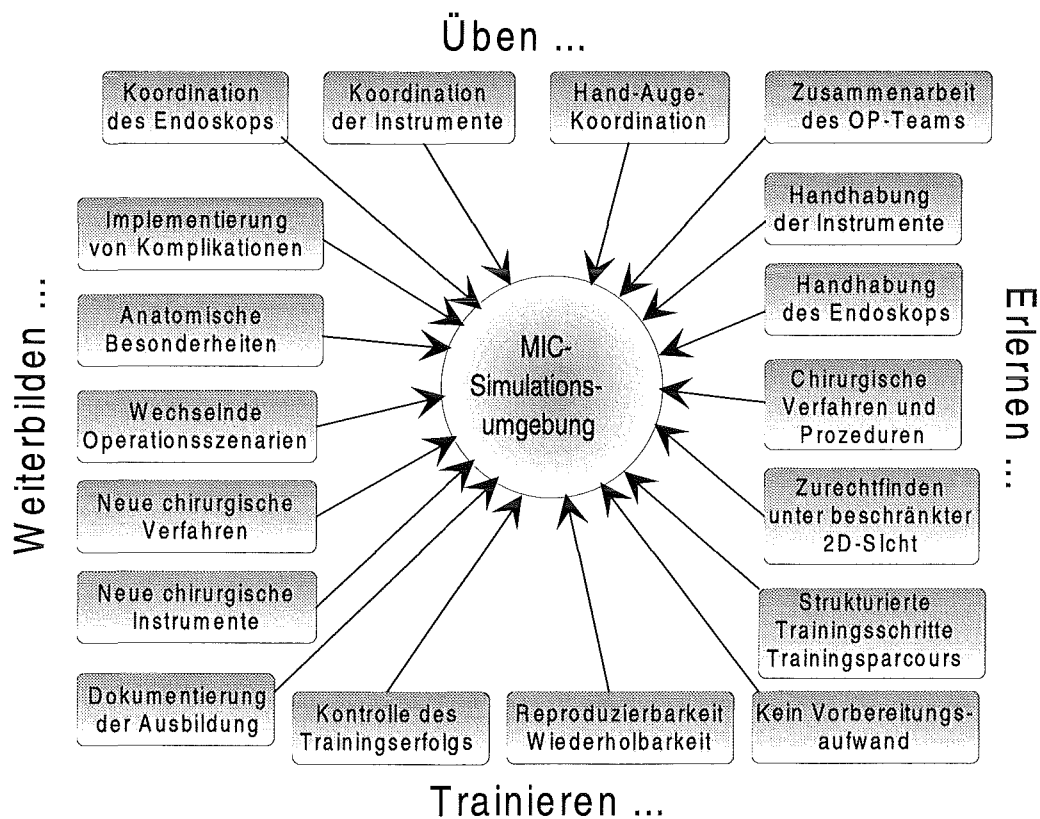 Üben ...
Koordination
des Endoskops
Koordination
der Instrumente
Hand-Auge-
Koordination
Zusammenarbeit
des OP-Teams
Weiterbilden ...
Implementierung
von Komplikationen
Anatomische
Besonderheiten
Wechselnde
Operationsszenarien
Neue chirurgische
Verfahren
Neue chirurgische
Instrumente
MIC-
Simulations-
umgebung
Erlernen ...
Handhabung
der Instrumente
Handhabung
des Endoskops
Chirurgische
Verfahren und
Prozeduren
Zurechtfinden
unter beschränkter
2D-Sicht
Strukturierte
Trainingsschritte
Trainingsparcours
Dokumentierung
der Ausbildung
Kontrolle des
Trainingserfolgs
Reproduzierbarkeit
Wiederholbarkeit
Kein Vorbereitungs-
aufwand
Trainieren ...